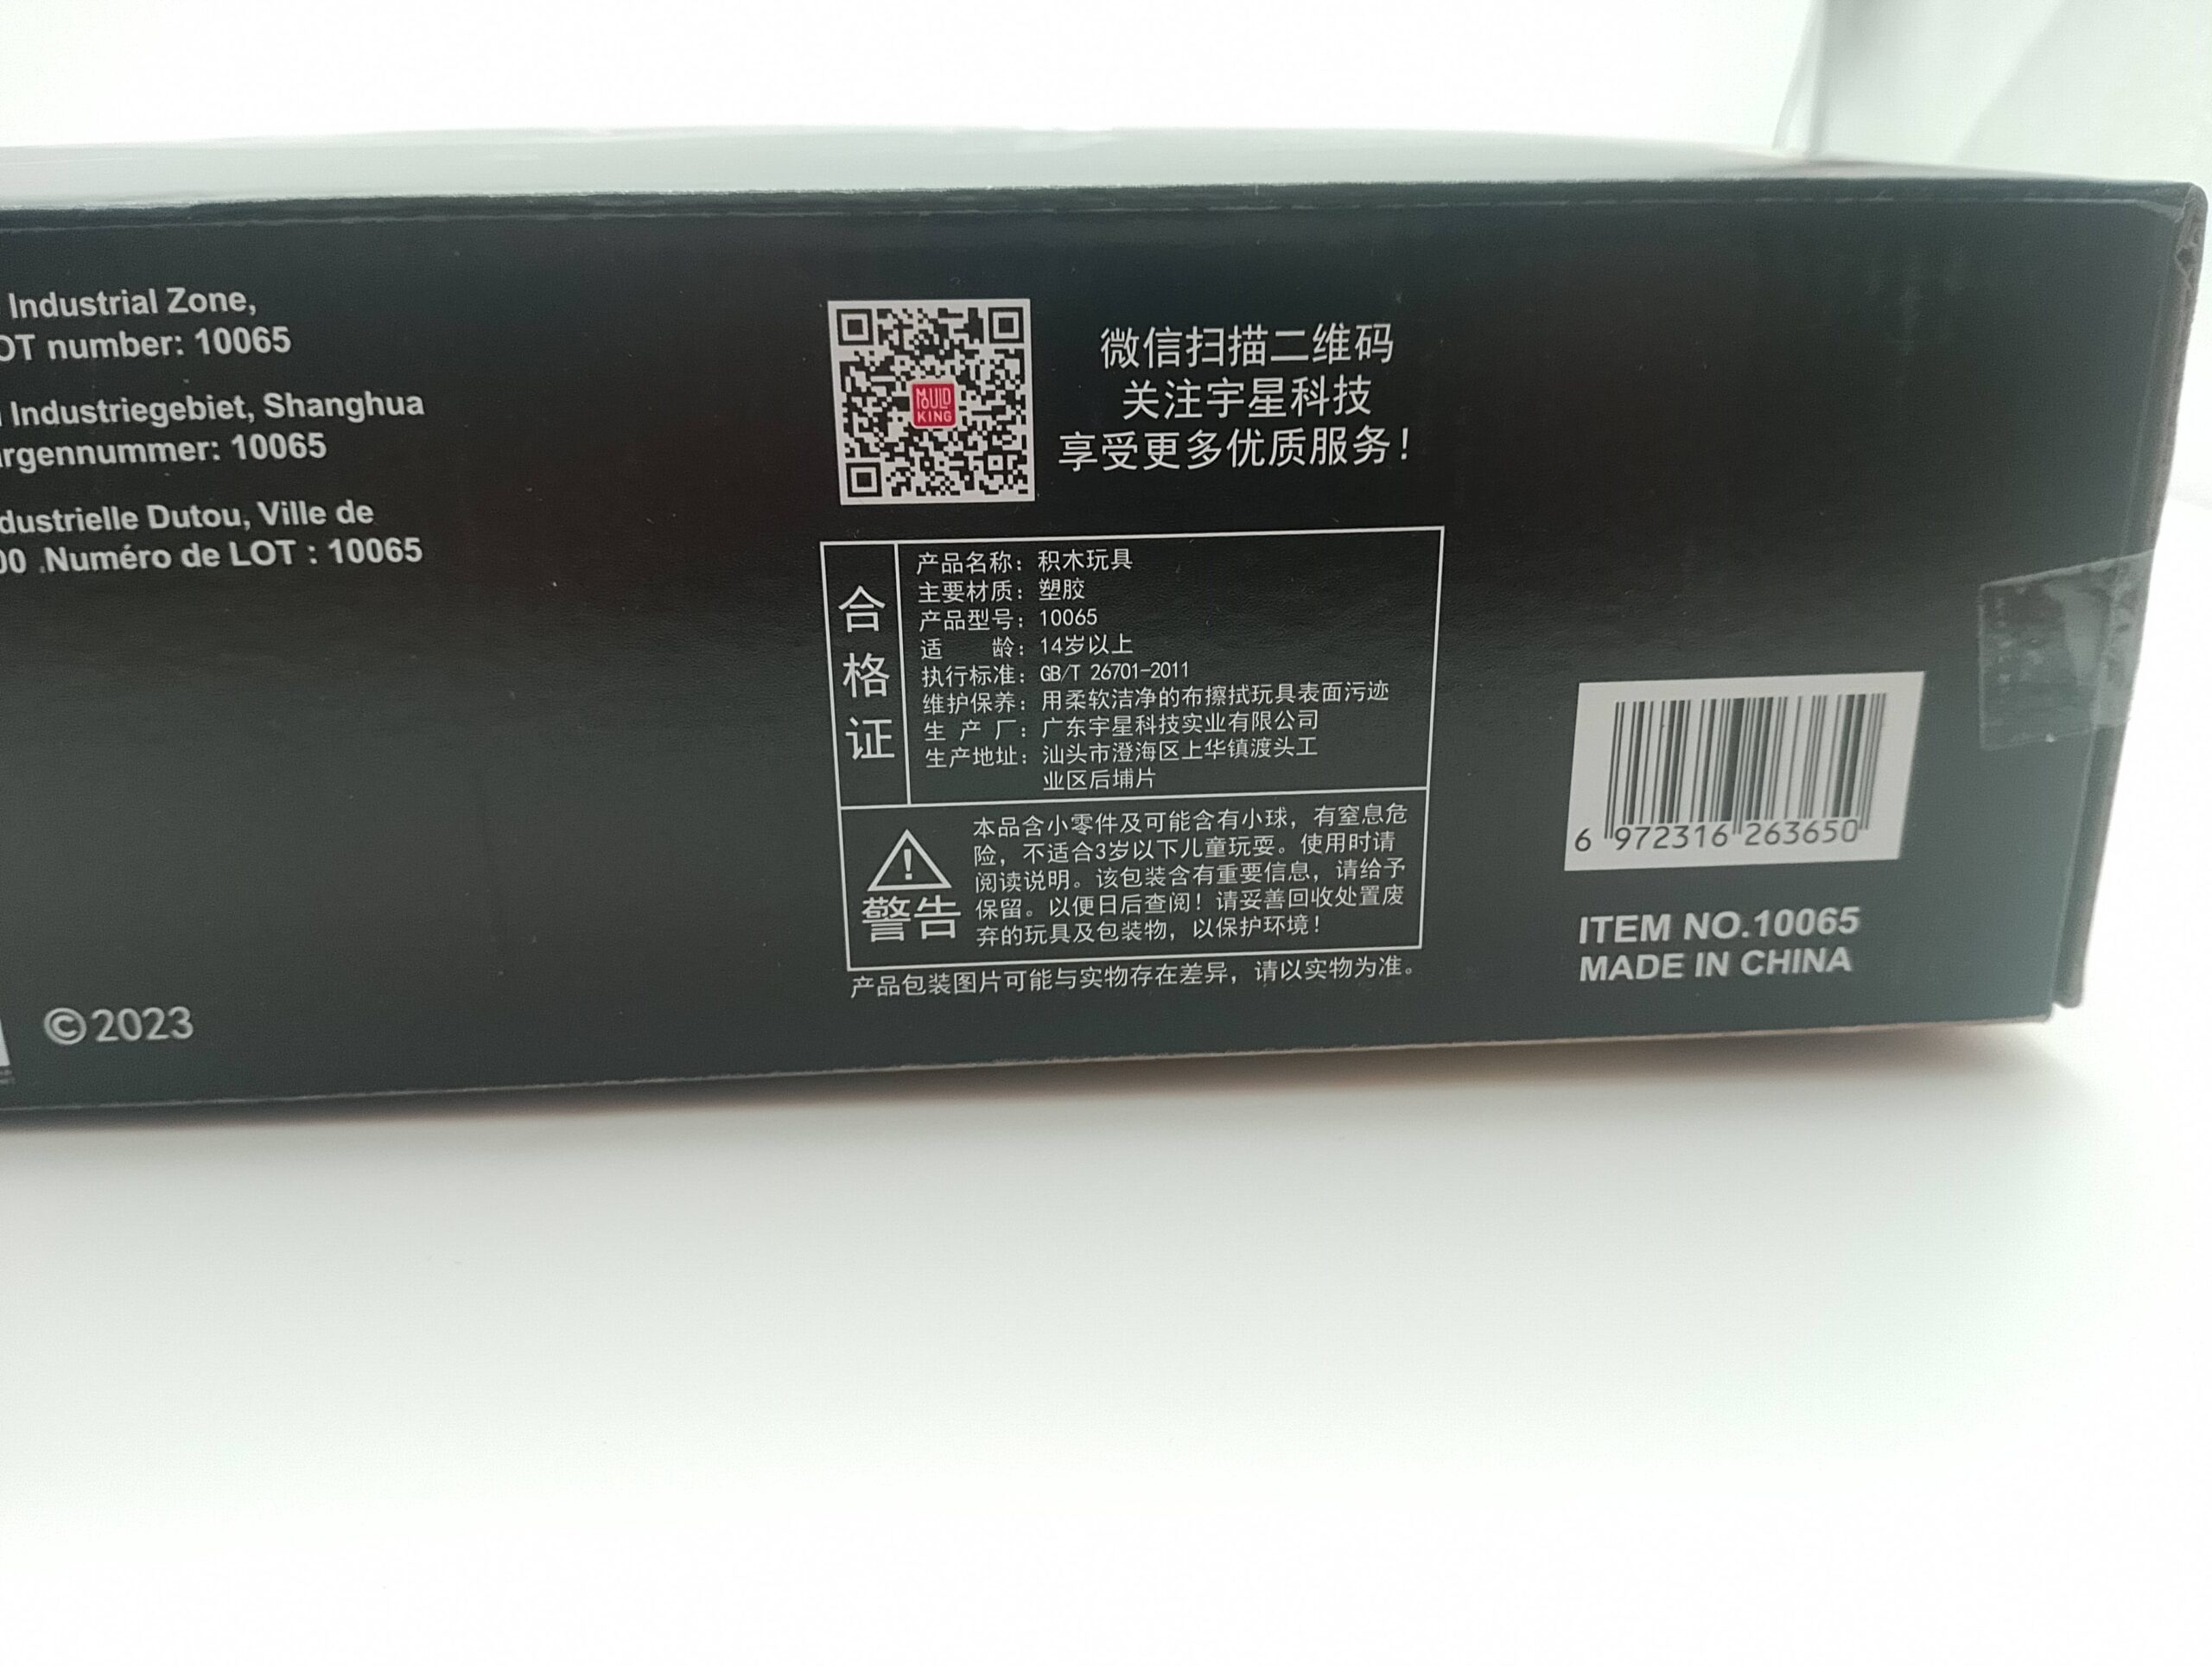 Industrial Zone,
OT number: 10065
Industriegebiet, Shanghua
rgennummer: 10065
dustrielle Dutou, Ville de
00 .Numéro de LOT : 10065
©2023
MOULD
KING
微信扫描二维码
关注宇星科技
享受更多优质服务!
合格证
产品名称: 积木玩具
主要材质: 塑胶
产品型号: 10065
适 龄: 14岁以上
执行标准: GB/T 26701-2011
维护保养: 用柔软洁净的布擦拭玩具表面污迹
生 产 厂: 广东宇星科技实业有限公司
生产地址: 汕头市澄海区上华镇渡头工
业区后埔片
警告
本品含小零件及可能含有小球，有窒息危
险，不适合3岁以下儿童玩耍。使用时请
阅读说明。该包装含有重要信息，请给予
保留。以便日后查阅！请妥善回收处置废
弃的玩具及包装物，以保护环境！
产品包装图片可能与实物存在差异，请以实物为准。
6 972316 263650
ITEM NO.10065
MADE IN CHINA